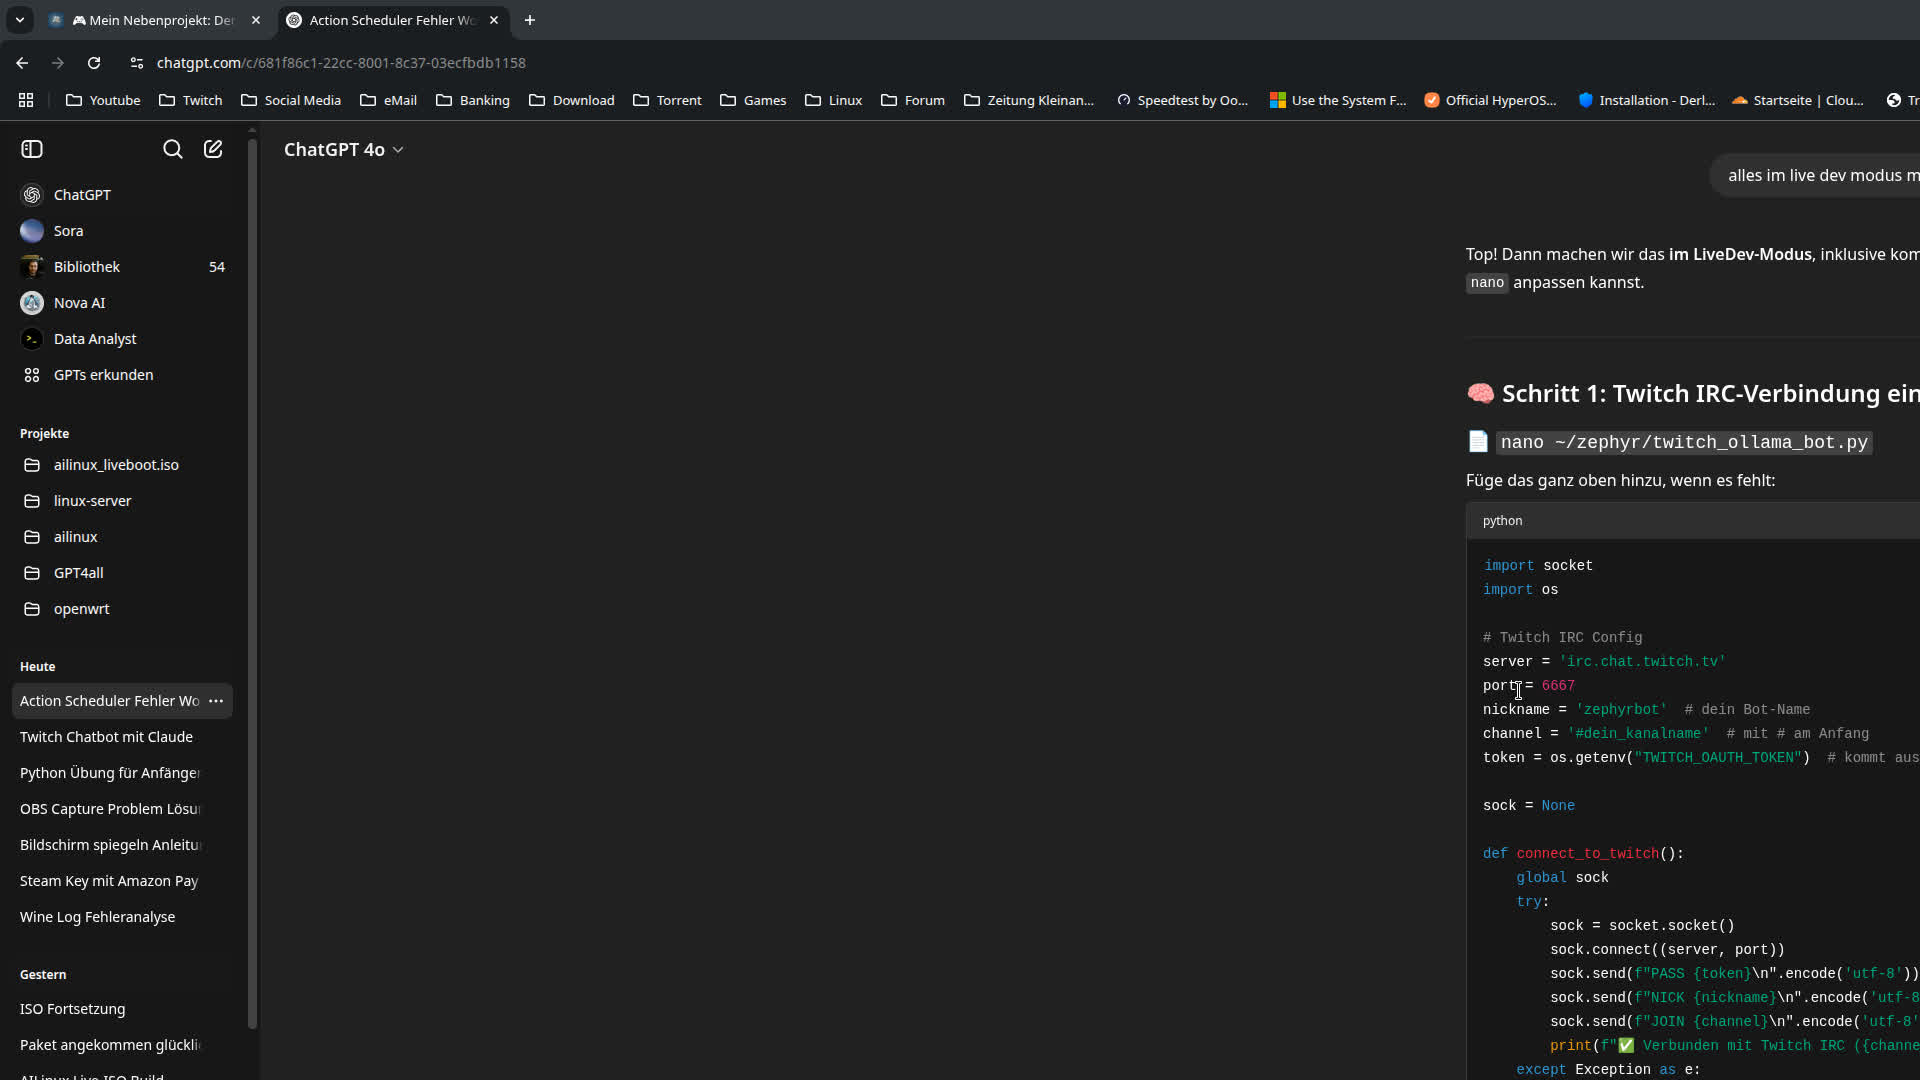 🎮 Mein Nebenprojekt: Der
Action Scheduler Fehler Wo
chatgpt.com/c/681f86c1-22cc-8001-8c37-03ecfbdb1158
Youtube Twitch Social Media eMail Banking Download Torrent Games Linux Forum Zeitung Kleinan... Speedtest by Oo... Use the System F... Official HyperOS... Installation - Derl... Startseite | Clou... Tr
ChatGPT 4o
alles im live dev modus m
ChatGPT
Sora
Bibliothek 54
Nova AI
Data Analyst
GPTs erkunden
Projekte
ailinux_liveboot.iso
linux-server
ailinux
GPT4all
openwrt
Heute
Action Scheduler Fehler Wo
Twitch Chatbot mit Claude
Python Übung für Anfänger
OBS Capture Problem Lösu
Bildschirm spiegeln Anleitu
Steam Key mit Amazon Pay
Wine Log Fehleranalyse
Gestern
ISO Fortsetzung
Paket angekommen glückli
AILinux Live ISO Build
Top! Dann machen wir das im LiveDev-Modus, inklusive kom
nano anpassen kannst.
🧠 Schritt 1: Twitch IRC-Verbindung ein
📄 nano ~/zephyr/twitch_ollama_bot.py
Füge das ganz oben hinzu, wenn es fehlt:
python
import socket
import os
# Twitch IRC Config
server = 'irc.chat.twitch.tv'
port = 6667
nickname = 'zephyrbot'  # dein Bot-Name
channel = '#dein_kanalname'  # mit # am Anfang
token = os.getenv("TWITCH_OAUTH_TOKEN")  # kommt aus
sock = None
def connect_to_twitch():
    global sock
    try:
        sock = socket.socket()
        sock.connect((server, port))
        sock.send(f"PASS {token}\n".encode('utf-8'))
        sock.send(f"NICK {nickname}\n".encode('utf-8
        sock.send(f"JOIN {channel}\n".encode('utf-8'
        print(f"✅ Verbunden mit Twitch IRC ({channe
    except Exception as e: